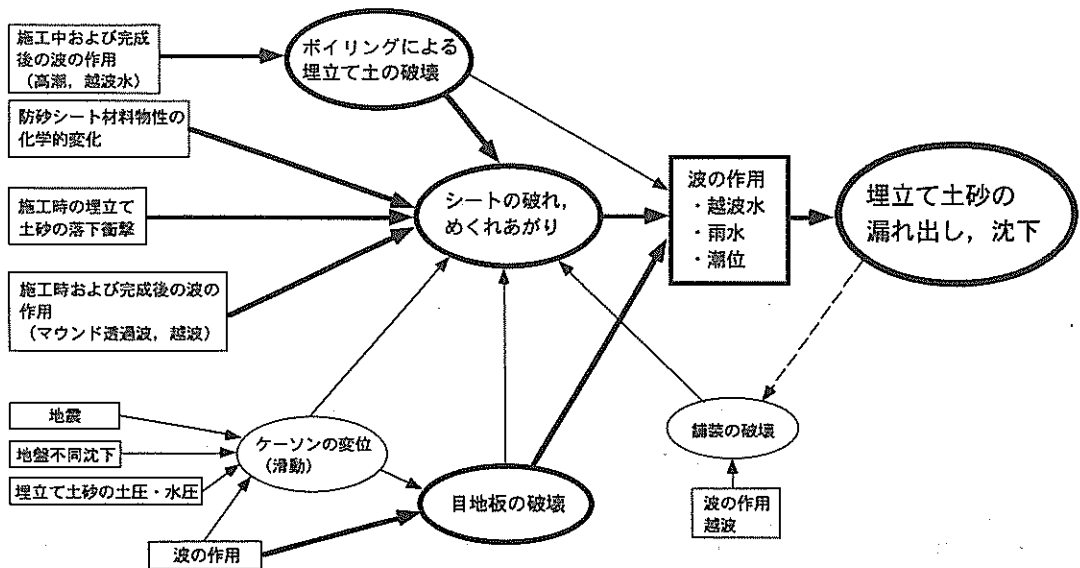 施工中および完成
後の波の作用
(高潮，越波水)
ボイリングによる
埋立て土の破壊
防砂シート材料物性の
化学的変化
施工時の埋立て
土砂の落下衝撃
シートの破れ，
めくれあがり
波の作用
・越波水
・雨水
・潮位
埋立て土砂の
漏れ出し，沈下
施工時および完成後の波の
作用
(マウンド透過波，越波)
地震
地盤不同沈下
埋立て土砂の土圧・水圧
波の作用
ケーソンの変位
(滑動)
目地板の破壊
舗装の破壊
波の作用
越波